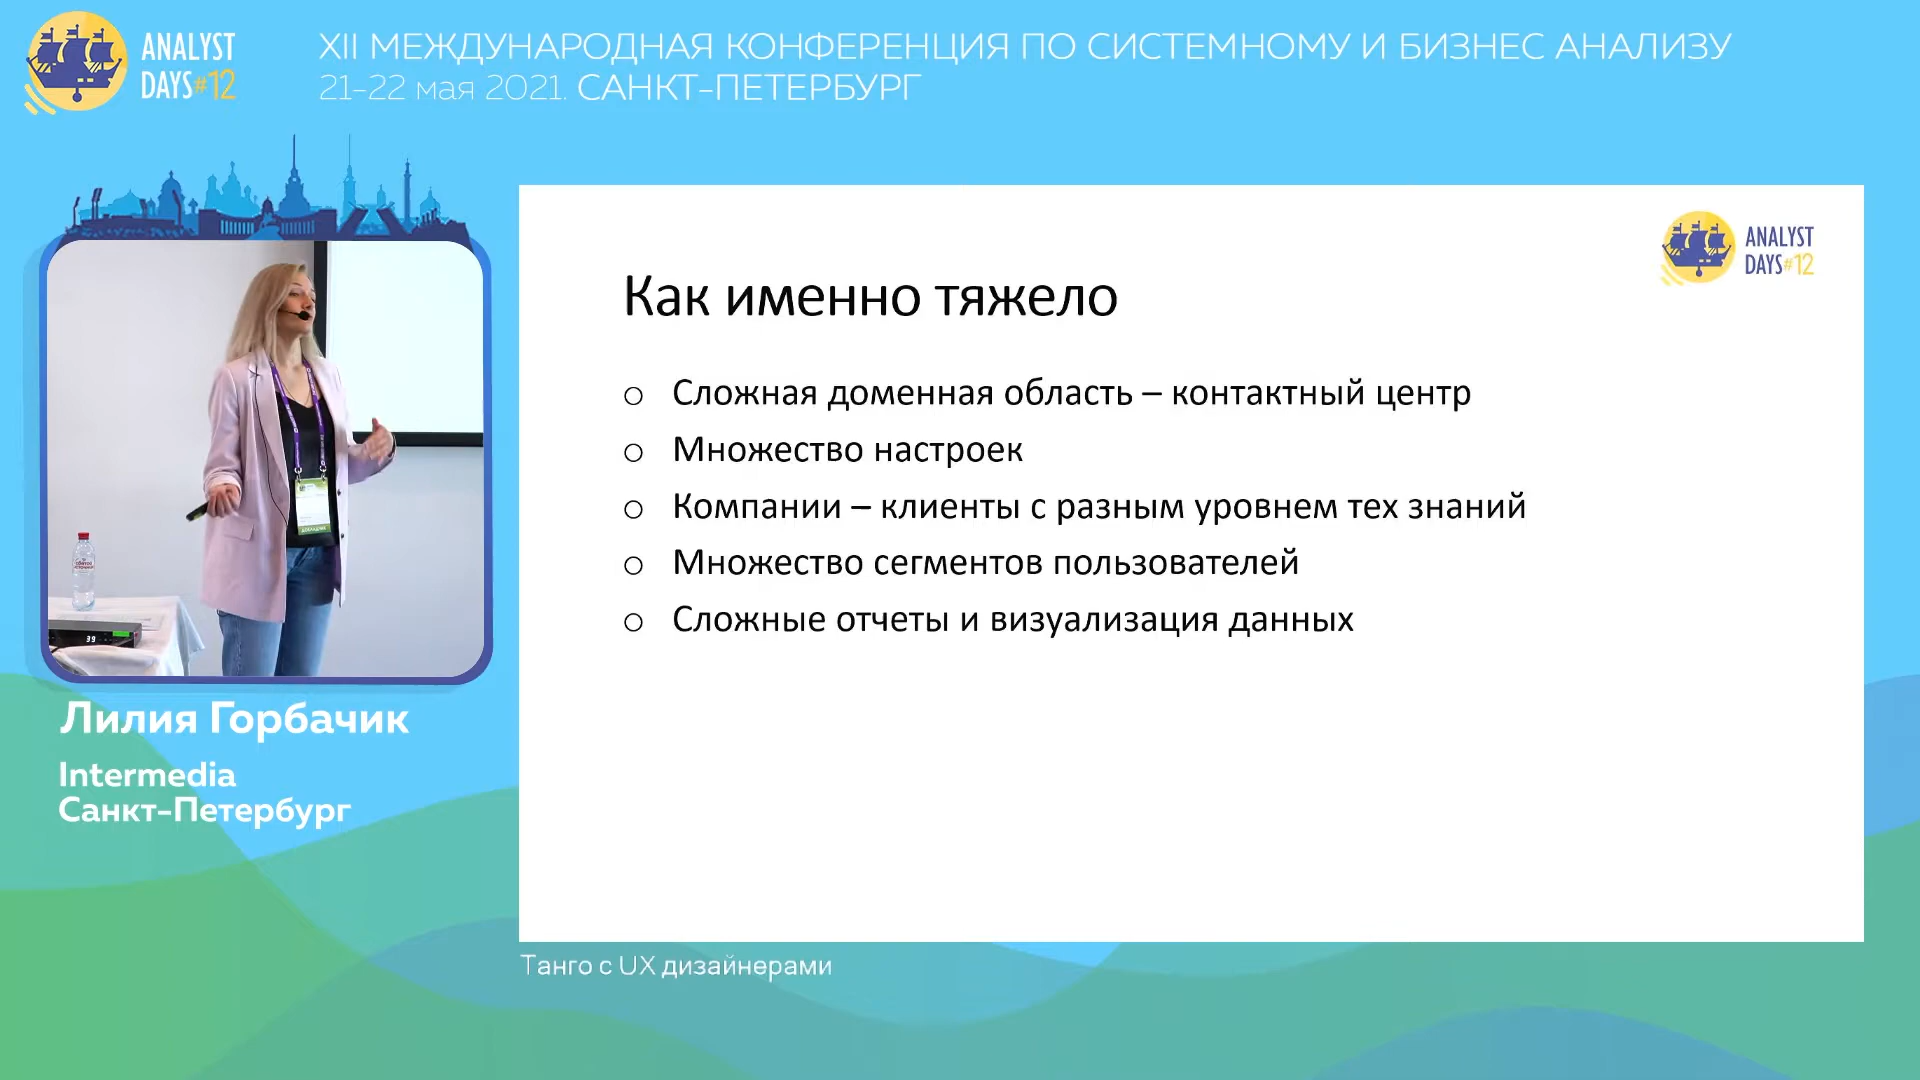 ANALYST
DAYS#12
XII МЕЖДУНАРОДНАЯ КОНФЕРЕНЦИЯ ПО СИСТЕМНОМУ И БИЗНЕС АНАЛИЗУ
21-22 мая 2021. САНКТ-ПЕТЕРБУРГ
ANALYST
DAYS#12
Как именно тяжело
o Сложная доменная область – контактный центр
o Множество настроек
o Компании – клиенты с разным уровнем тех знаний
o Множество сегментов пользователей
o Сложные отчеты и визуализация данных
39
Лилия Горбачик
Intermedia
Санкт-Петербург
Танго с UX дизайнерами